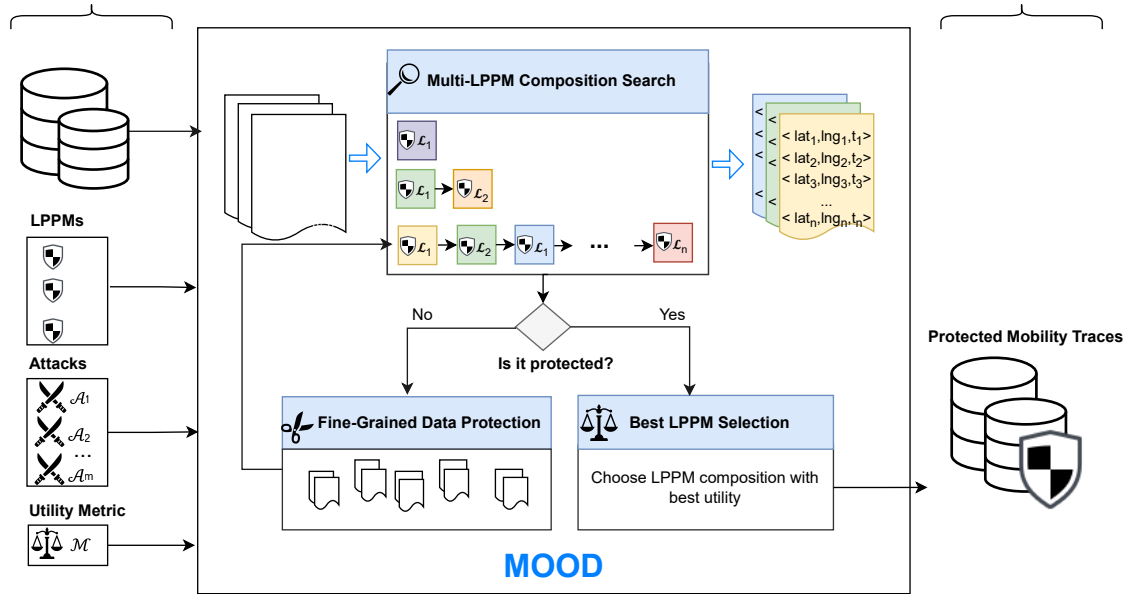 Multi-LPPM Composition Search
ℒ1
ℒ1
ℒ2
ℒ1
ℒ2
ℒ1
...
ℒn
<
<
<
<
<
<
<
<
< lat1,lng1,t1>
< lat2,lng2,t2>
< lat3,lng3,t3>
...
< latn,lngn,tn>
LPPMs
Attacks
𝒜1
𝒜2
...
𝒜m
Utility Metric
ℳ
No
Yes
Is it protected?
Fine-Grained Data Protection
Best LPPM Selection
Choose LPPM composition with
best utility
Protected Mobility Traces
MOOD